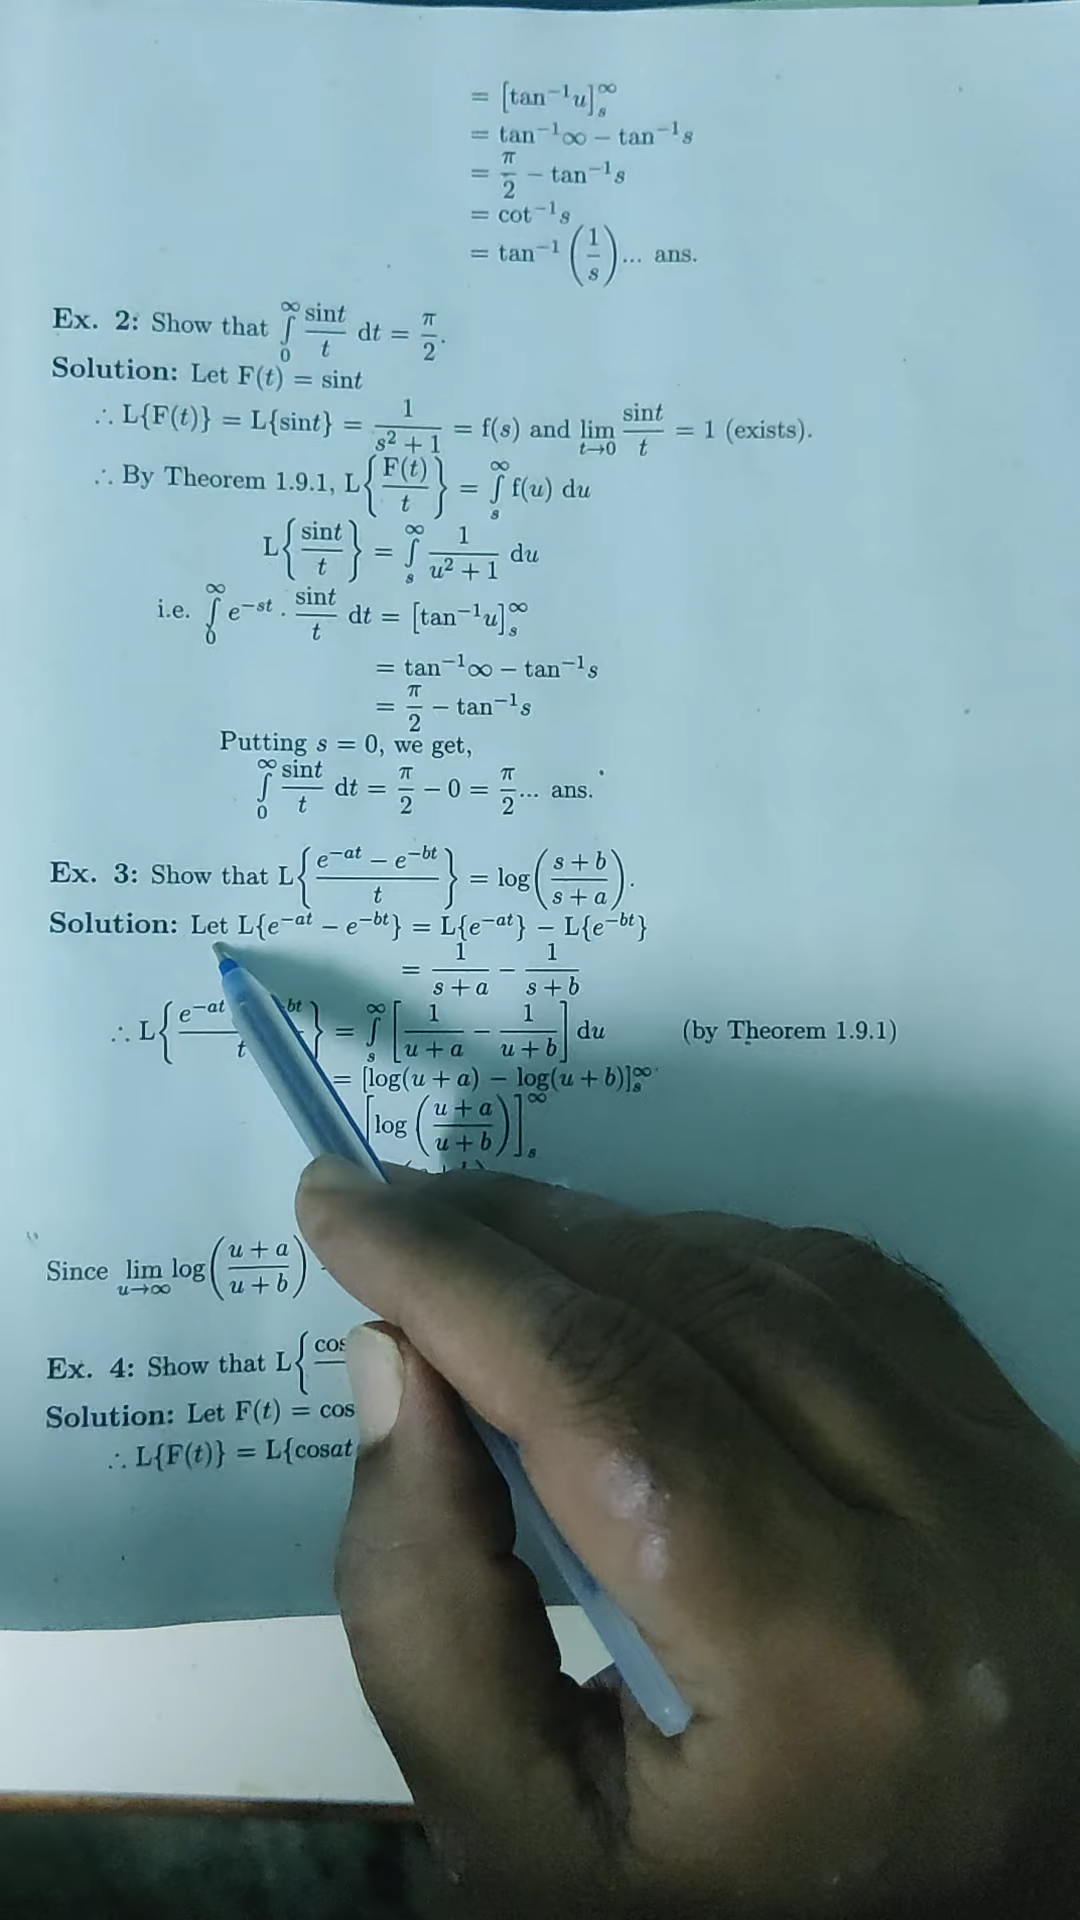 = [tan⁻¹u]ₛ^∞
= tan⁻¹∞ − tan⁻¹s
= π/2 − tan⁻¹s
= cot⁻¹s
= tan⁻¹ (1/s)... ans.
Ex. 2: Show that ∫₀^∞ sint/t dt = π/2.
Solution: Let F(t) = sint
∴ L{F(t)} = L{sint} = 1/(s² + 1) = f(s) and lim t→0 sint/t = 1 (exists).
∴ By Theorem 1.9.1, L{F(t)/t} = ∫ₛ^∞ f(u) du
L{sint/t} = ∫ₛ^∞ 1/(u² + 1) du
i.e. ∫₀^∞ e⁻ˢᵗ . sint/t dt = [tan⁻¹u]ₛ^∞
= tan⁻¹∞ − tan⁻¹s
= π/2 − tan⁻¹s
Putting s = 0, we get,
∫₀^∞ sint/t dt = π/2 − 0 = π/2... ans.
Ex. 3: Show that L{(e⁻ᵃᵗ − e⁻ᵇᵗ)/t} = log((s + b)/(s + a)).
Solution: Let L{e⁻ᵃᵗ − e⁻ᵇᵗ} = L{e⁻ᵃᵗ} − L{e⁻ᵇᵗ}
= 1/(s + a) − 1/(s + b)
∴ L{e⁻ᵃᵗ bt/t} = ∫ₛ^∞ [1/(u + a) − 1/(u + b)] du (by Theorem 1.9.1)
= [log(u + a) − log(u + b)]ₛ^∞
[log ((u + a)/(u + b))]ₛ^∞
Since lim u→∞ log((u + a)/(u + b))
Ex. 4: Show that L{cos
Solution: Let F(t) = cos
∴ L{F(t)} = L{cosat